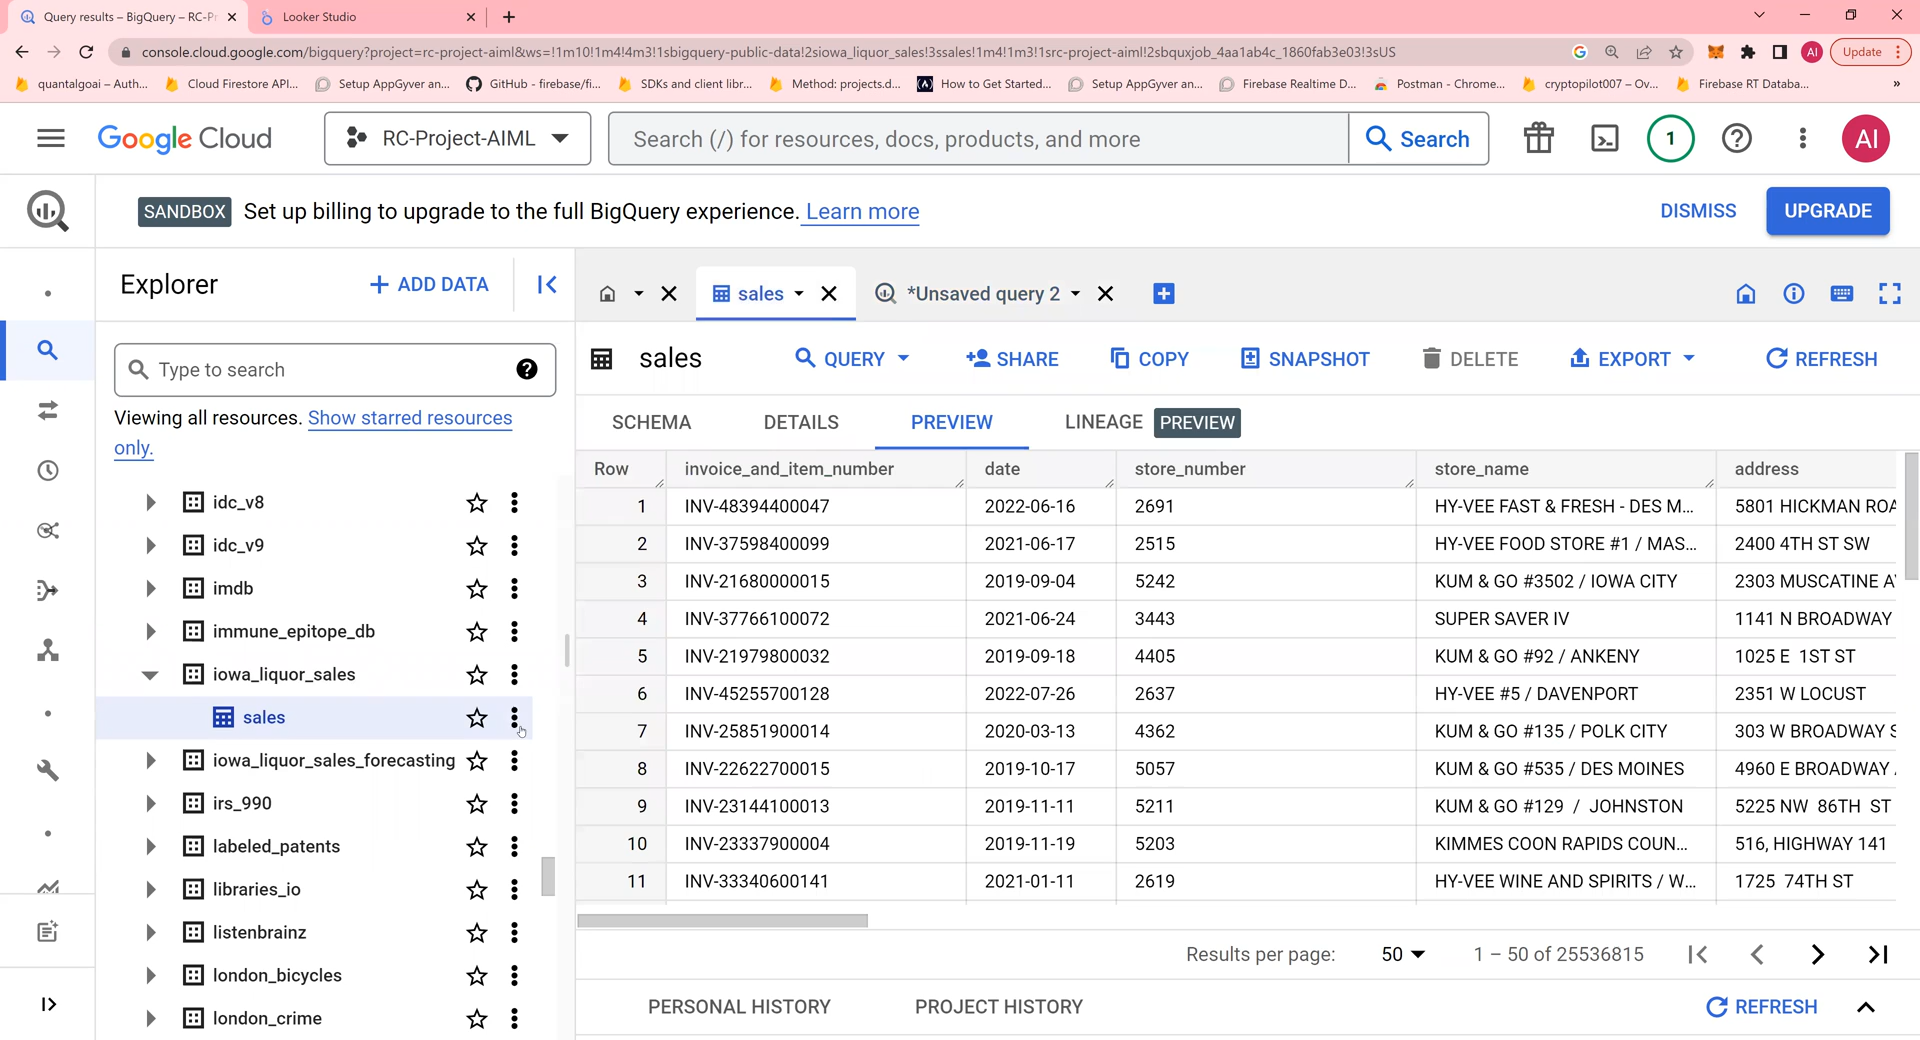 Query results – BigQuery – RC-Pr
Looker Studio
console.cloud.google.com/bigquery?project=rc-project-aiml&ws=!1m10!1m4!4m3!1sbigquery-public-data!2siowa_liquor_sales!3ssales!1m4!1m3!1src-project-aiml!2sbquxjob_4aa1ab4c_1860fab3e03!3sUS
AI
Update
quantalgoai – Auth...
Cloud Firestore API...
Setup AppGyver an...
GitHub - firebase/fi...
SDKs and client libr...
Method: projects.d...
How to Get Started...
Setup AppGyver an...
Firebase Realtime D...
Postman - Chrome...
cryptopilot007 – Ov...
Firebase RT Databa...
»
Google Cloud
RC-Project-AIML
Search (/) for resources, docs, products, and more
Search
1
AI
SANDBOX Set up billing to upgrade to the full BigQuery experience. Learn more
DISMISS
UPGRADE
Explorer
+ ADD DATA
sales
*Unsaved query 2
Type to search
sales
QUERY
SHARE
COPY
SNAPSHOT
DELETE
EXPORT
REFRESH
Viewing all resources. Show starred resources
only.
SCHEMA
DETAILS
PREVIEW
LINEAGE PREVIEW
idc_v8
idc_v9
imdb
immune_epitope_db
iowa_liquor_sales
sales
iowa_liquor_sales_forecasting
irs_990
labeled_patents
libraries_io
listenbrainz
london_bicycles
london_crime
Row invoice_and_item_number date store_number store_name address
1 INV-48394400047 2022-06-16 2691 HY-VEE FAST & FRESH - DES M... 5801 HICKMAN ROA
2 INV-37598400099 2021-06-17 2515 HY-VEE FOOD STORE #1 / MAS... 2400 4TH ST SW
3 INV-21680000015 2019-09-04 5242 KUM & GO #3502 / IOWA CITY 2303 MUSCATINE AV
4 INV-37766100072 2021-06-24 3443 SUPER SAVER IV 1141 N BROADWAY
5 INV-21979800032 2019-09-18 4405 KUM & GO #92 / ANKENY 1025 E 1ST ST
6 INV-45255700128 2022-07-26 2637 HY-VEE #5 / DAVENPORT 2351 W LOCUST
7 INV-25851900014 2020-03-13 4362 KUM & GO #135 / POLK CITY 303 W BROADWAY S
8 INV-22622700015 2019-10-17 5057 KUM & GO #535 / DES MOINES 4960 E BROADWAY
9 INV-23144100013 2019-11-11 5211 KUM & GO #129 / JOHNSTON 5225 NW 86TH ST
10 INV-23337900004 2019-11-19 5203 KIMMES COON RAPIDS COUN... 516, HIGHWAY 141
11 INV-33340600141 2021-01-11 2619 HY-VEE WINE AND SPIRITS / W... 1725 74TH ST
Results per page: 50 1 – 50 of 25536815
PERSONAL HISTORY
PROJECT HISTORY
REFRESH